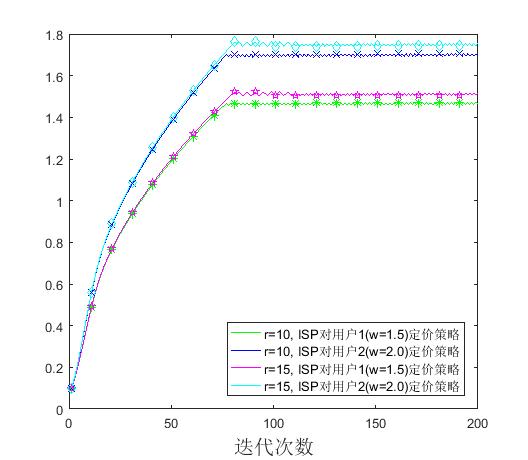 1.8
1.6
1.4
1.2
1
0.8
0.6
0.4
0.2
0
r=10, ISP对用户1(w=1.5)定价策略
r=10, ISP对用户2(w=2.0)定价策略
r=15, ISP对用户1(w=1.5)定价策略
r=15, ISP对用户2(w=2.0)定价策略
0 50 100 150 200
迭代次数